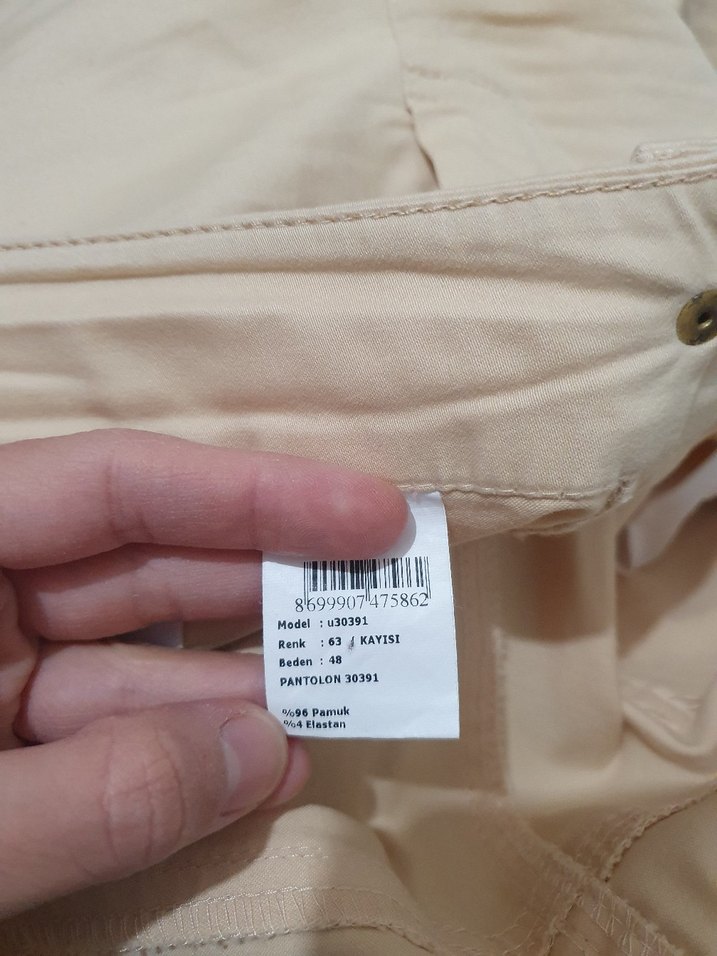 8699907475862
Model : u30391
Renk : 63 / KAYISI
Beden : 48
PANTOLON 30391
%96 Pamuk
%4 Elastan